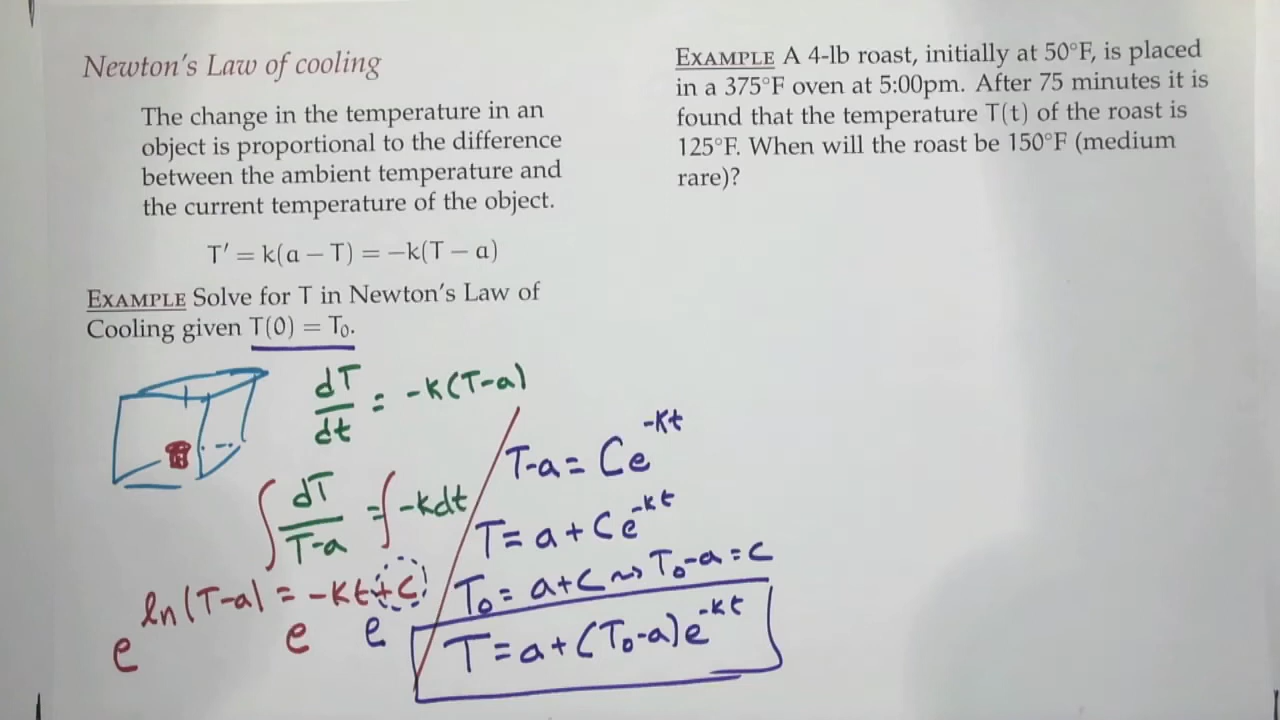 Newton's Law of cooling
The change in the temperature in an
object is proportional to the difference
between the ambient temperature and
the current temperature of the object.
T′ = k(a − T) = −k(T − a)
EXAMPLE Solve for T in Newton's Law of
Cooling given T(0) = T₀.
dT/dt = -k(T-a)
∫ dT/(T-a) = ∫ -kdt
e^ln(T-a) = e^-kt+c e
T-a = Ce^-kt
T = a + Ce^-kt
T₀ = a+C ⇝ T₀-a = C
T = a+(T₀-a)e^-kt
EXAMPLE A 4-lb roast, initially at 50°F, is placed
in a 375°F oven at 5:00pm. After 75 minutes it is
found that the temperature T(t) of the roast is
125°F. When will the roast be 150°F (medium
rare)?